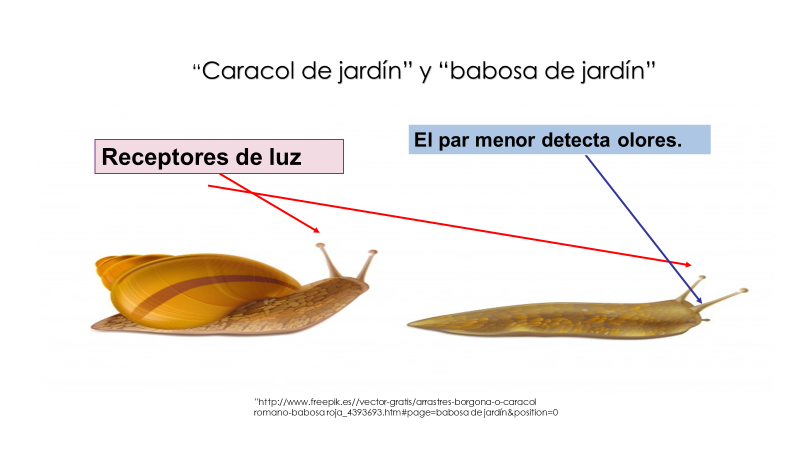 “Caracol de jardín” y “babosa de jardín”
Receptores de luz
El par menor detecta olores.
“http://www.freepik.es//vector-gratis/arrastres-borgona-o-caracol
romano-babosa roja_4393693.htm#page=babosa de jardín&position=0